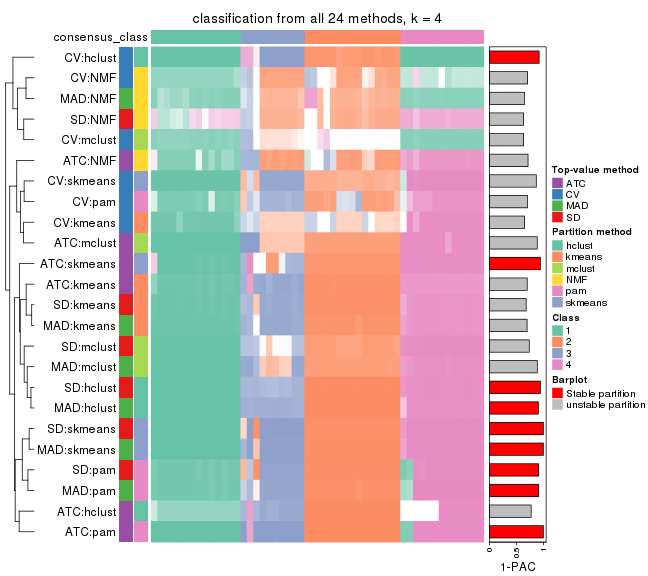 classification from all 24 methods, k = 4
consensus_class
CV:hclust
CV:NMF
MAD:NMF
SD:NMF
CV:mclust
ATC:NMF
CV:skmeans
CV:pam
CV:kmeans
ATC:mclust
ATC:skmeans
ATC:kmeans
SD:kmeans
MAD:kmeans
SD:mclust
MAD:mclust
SD:hclust
MAD:hclust
SD:skmeans
MAD:skmeans
SD:pam
MAD:pam
ATC:hclust
ATC:pam
0
0.5
1
1-PAC
Top-value method
ATC
CV
MAD
SD
Partition method
hclust
kmeans
mclust
NMF
pam
skmeans
Class
1
2
3
4
Barplot
Stable partition
unstable partition